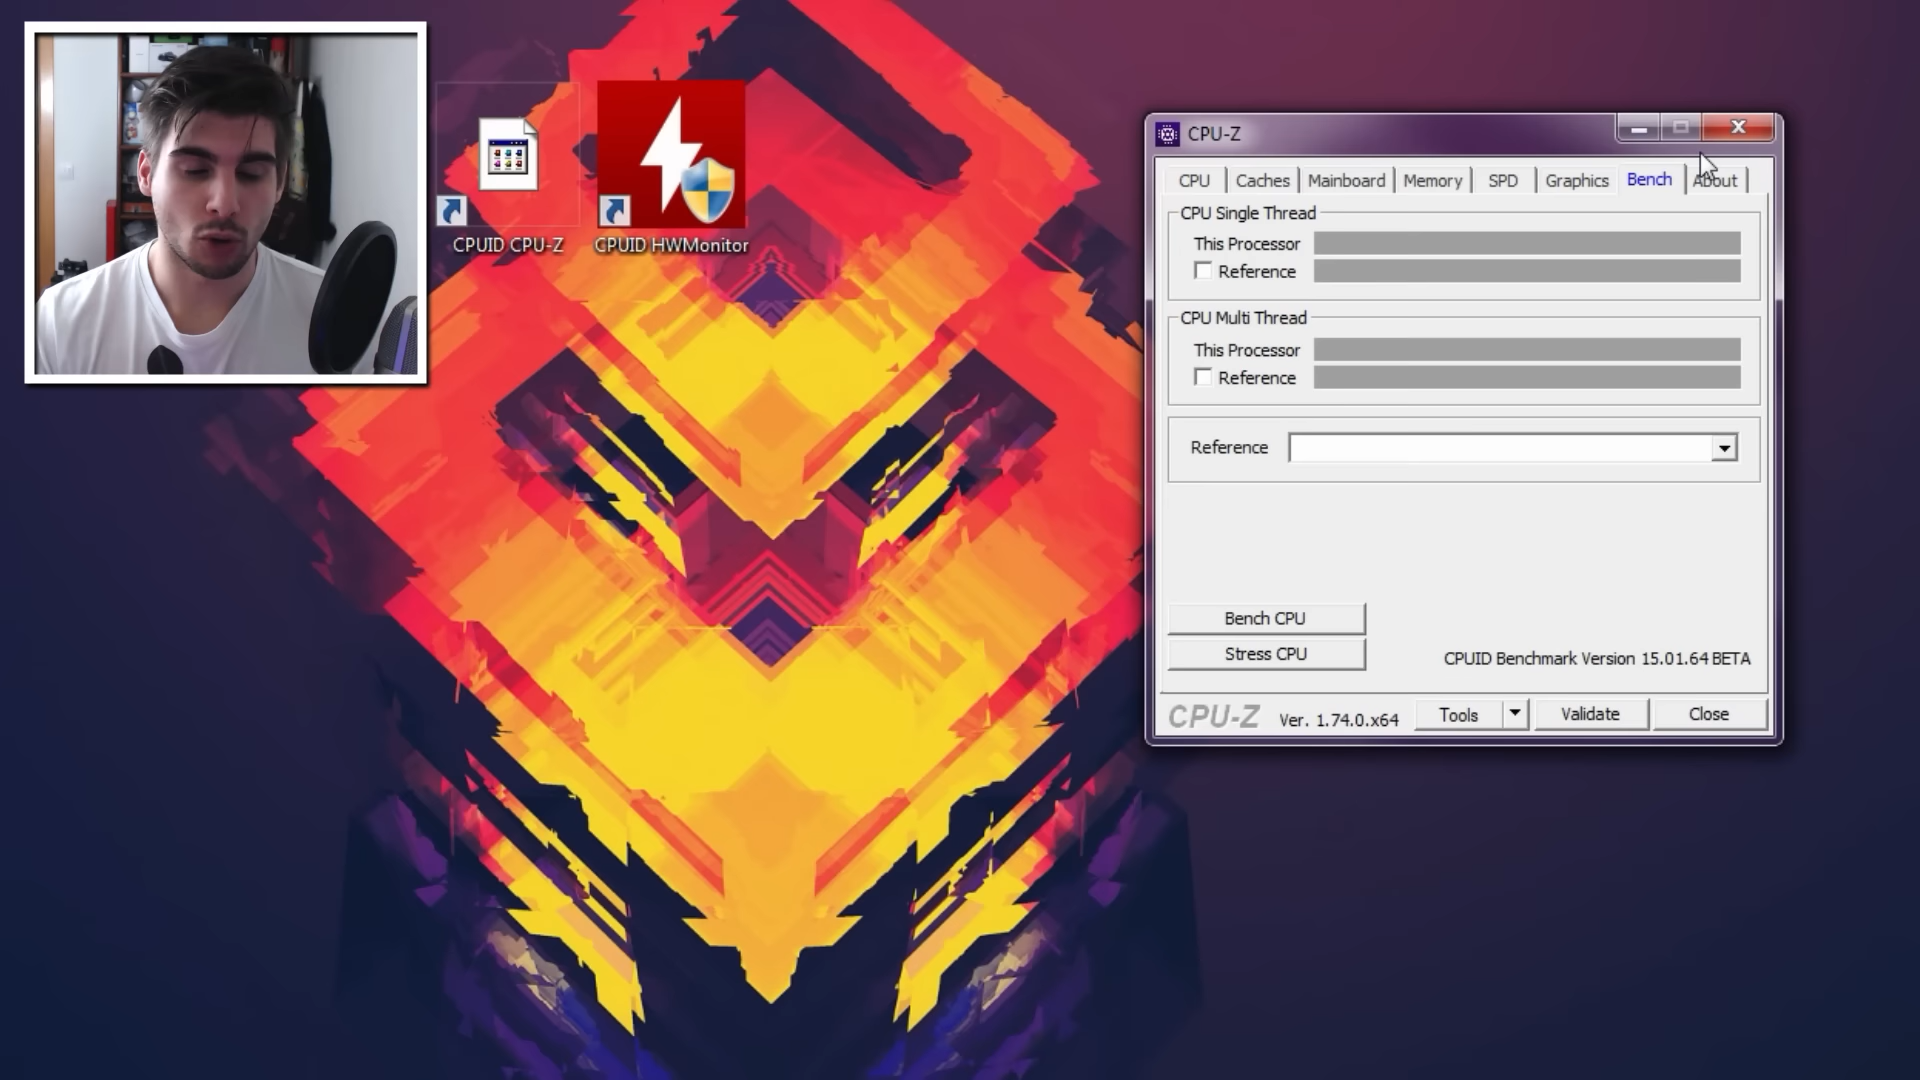 CPUID CPU-Z
CPUID HWMonitor
CPU-Z
CPU
Caches
Mainboard
Memory
SPD
Graphics
Bench
About
CPU Single Thread
This Processor
Reference
CPU Multi Thread
This Processor
Reference
Reference
Bench CPU
Stress CPU
CPUID Benchmark Version 15.01.64 BETA
CPU-Z
Ver. 1.74.0.x64
Tools
Validate
Close